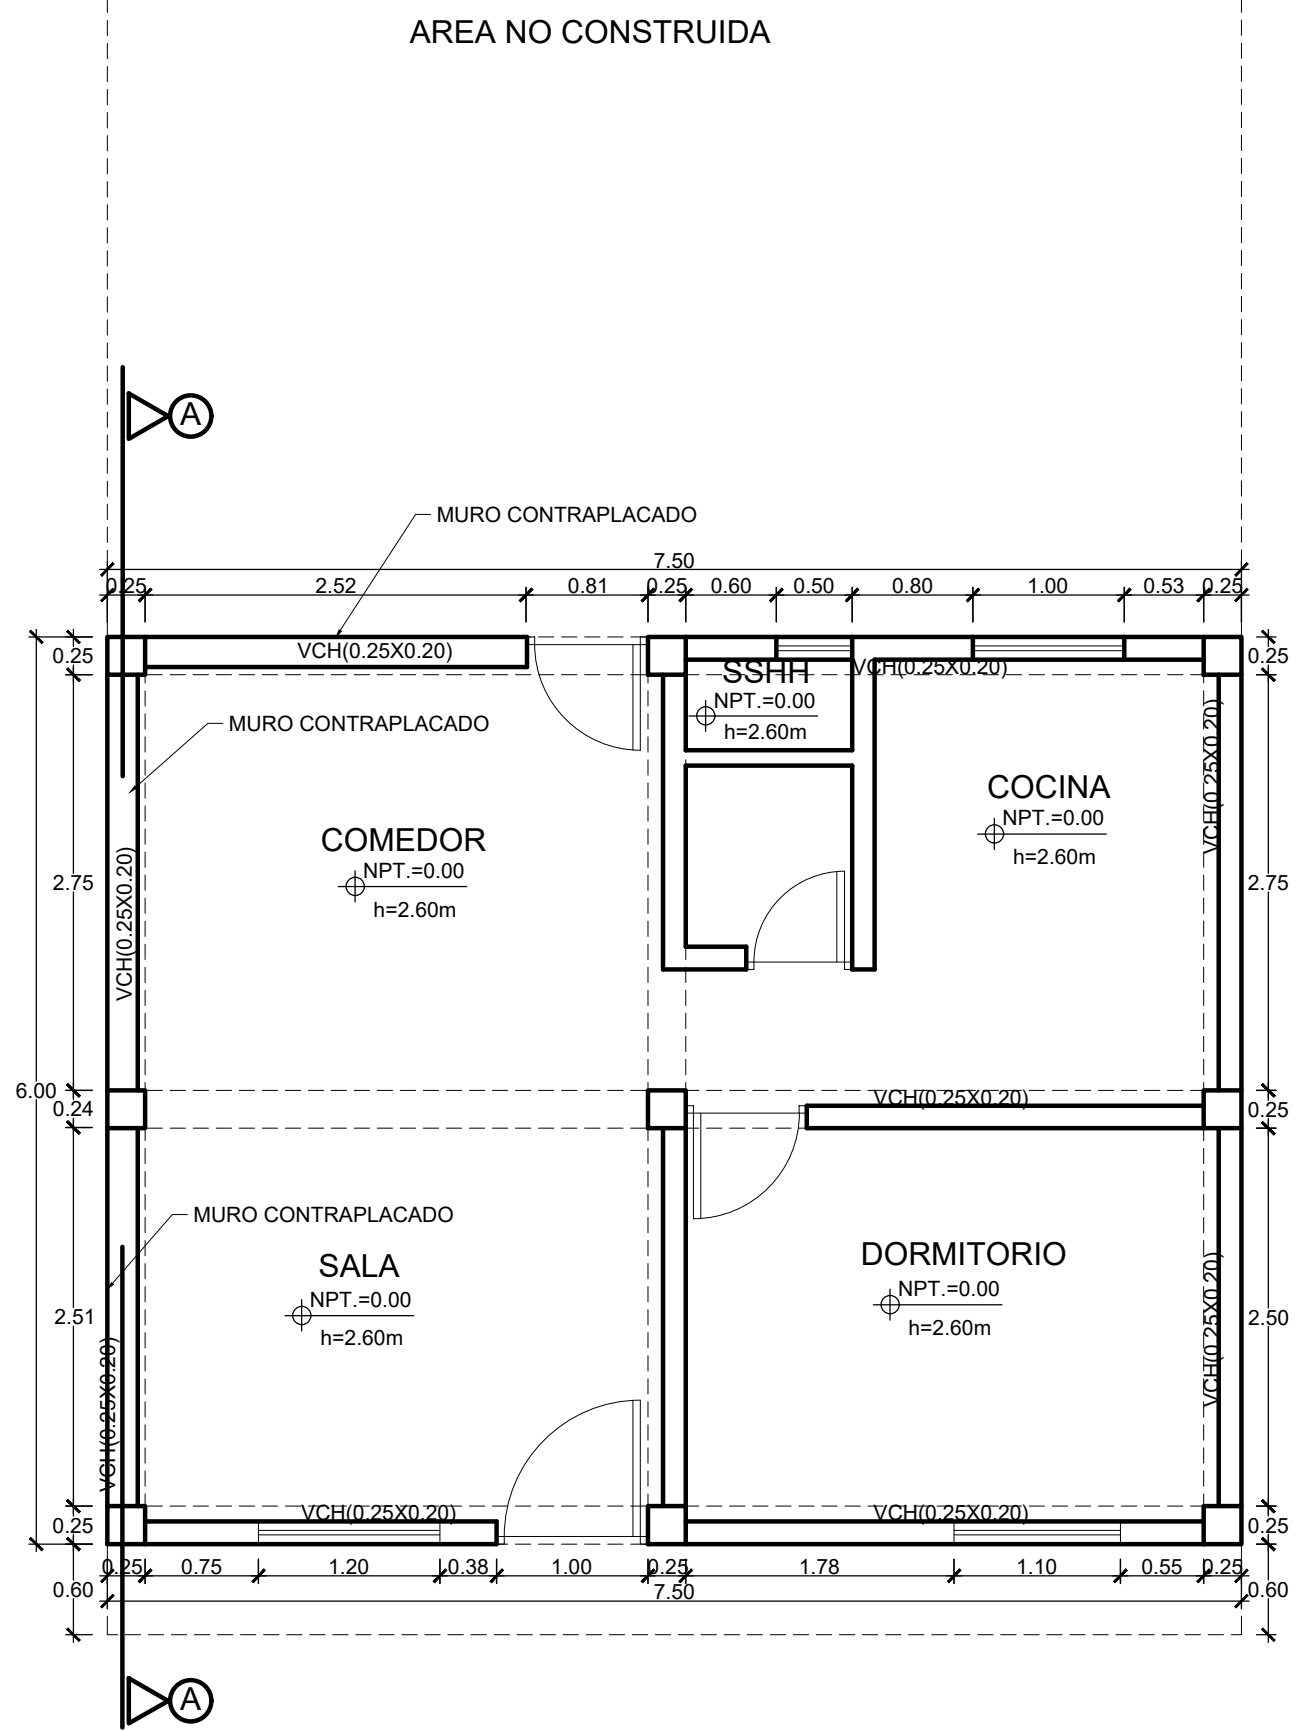 AREA NO CONSTRUIDA
A
MURO CONTRAPLACADO
7.50
0.25
2.52
0.81
0.25
0.60
0.50
0.80
1.00
0.53
0.25
0.25
VCH(0.25X0.20)
SSHH
VCH(0.25X0.20)
0.25
NPT.=0.00
h=2.60m
MURO CONTRAPLACADO
VCH(0.25X0.20)
COCINA
NPT.=0.00
h=2.60m
COMEDOR
NPT.=0.00
h=2.60m
2.75
VCH(0.25X0.20)
2.75
6.00
0.24
VCH(0.25X0.20)
0.25
MURO CONTRAPLACADO
SALA
NPT.=0.00
h=2.60m
DORMITORIO
NPT.=0.00
h=2.60m
2.51
VCH(0.25X0.20)
VCH(0.25X0.20)
2.50
0.25
VCH(0.25X0.20)
VCH(0.25X0.20)
0.25
0.25
0.75
1.20
0.38
1.00
0.25
1.78
1.10
0.55
0.25
0.60
7.50
0.60
A